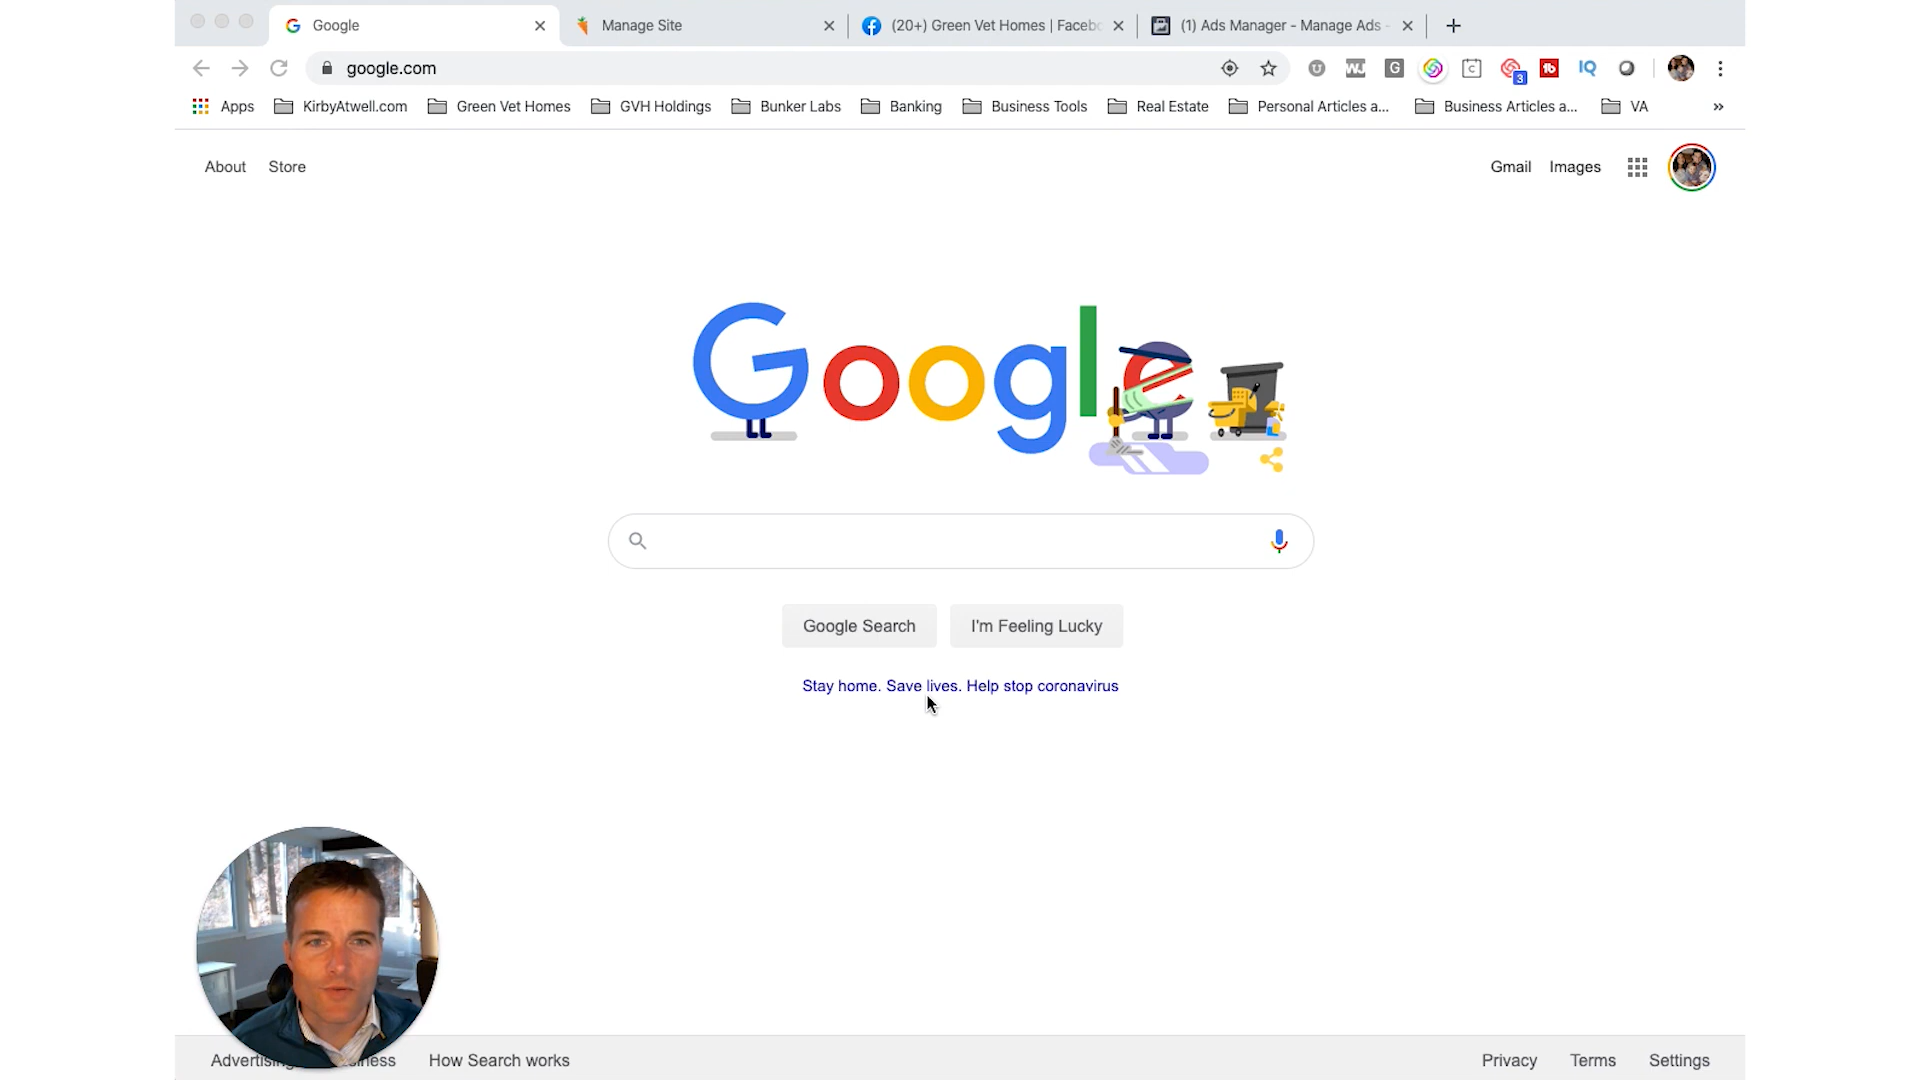 Google
Manage Site
(20+) Green Vet Homes | Facebo
(1) Ads Manager - Manage Ads -
google.com
3
Apps
KirbyAtwell.com
Green Vet Homes
GVH Holdings
Bunker Labs
Banking
Business Tools
Real Estate
Personal Articles a...
Business Articles a...
VA
About
Store
Gmail
Images
Google
Google Search
I'm Feeling Lucky
Stay home. Save lives. Help stop coronavirus
How Search works
Privacy
Terms
Settings